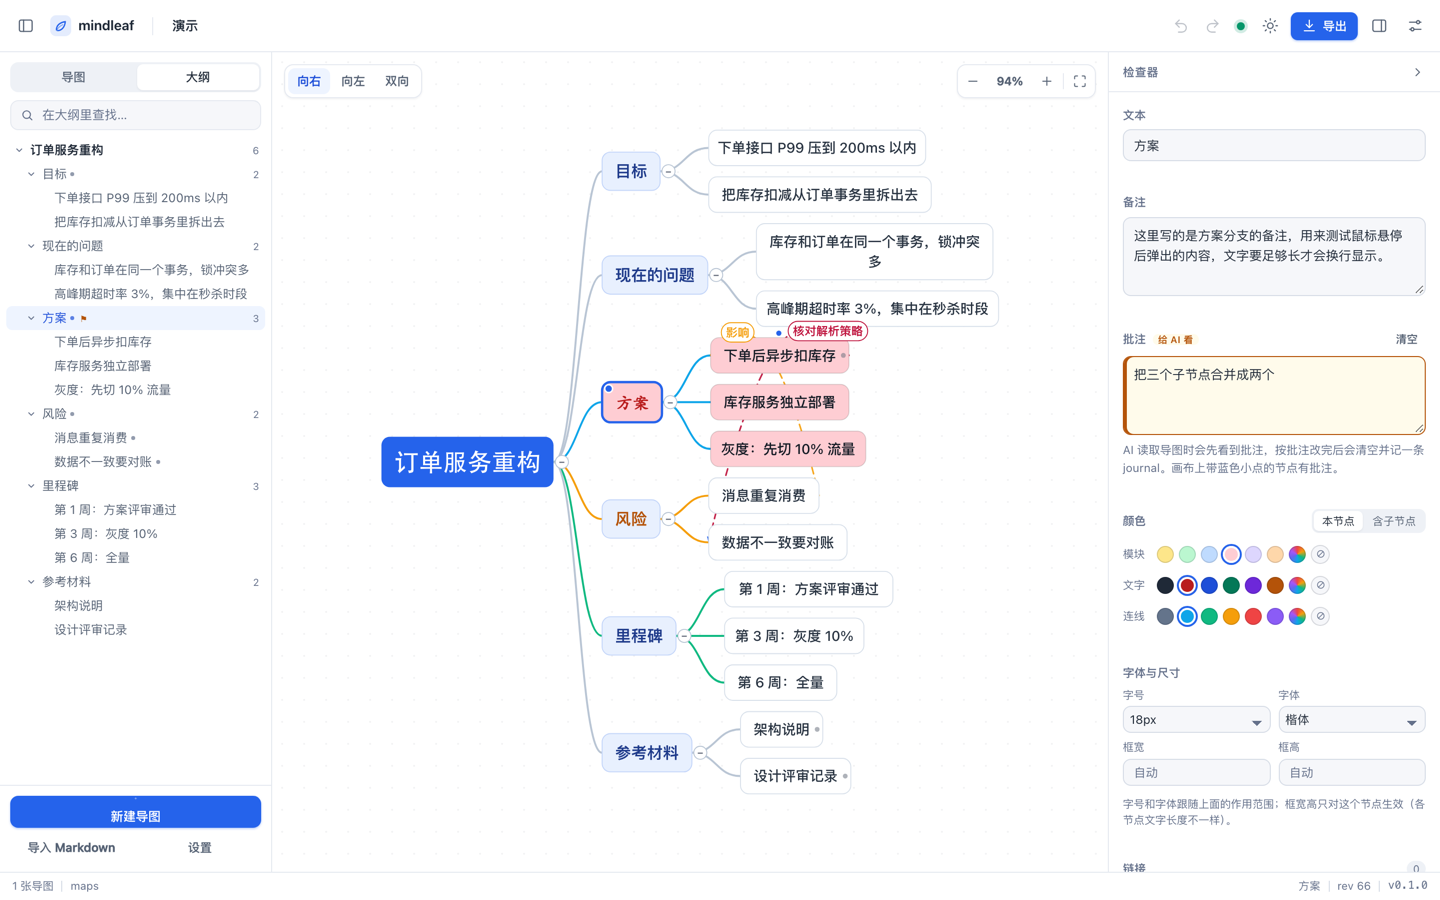 mindleaf
演示
导出
导图
大纲
在大纲里查找...
订单服务重构 6
目标 2
下单接口 P99 压到 200ms 以内
把库存扣减从订单事务里拆出去
现在的问题 2
库存和订单在同一个事务，锁冲突多
高峰期超时率 3%，集中在秒杀时段
方案 3
下单后异步扣库存
库存服务独立部署
灰度：先切 10% 流量
风险 2
消息重复消费
数据不一致要对账
里程碑 3
第 1 周：方案评审通过
第 3 周：灰度 10%
第 6 周：全量
参考材料 2
架构说明
设计评审记录
新建导图
导入 Markdown
设置
1 张导图
maps
向右
向左
双向
94%
订单服务重构
目标
下单接口 P99 压到 200ms 以内
把库存扣减从订单事务里拆出去
现在的问题
库存和订单在同一个事务，锁冲突
多
高峰期超时率 3%，集中在秒杀时段
影响
核对解析策略
方案
下单后异步扣库存
库存服务独立部署
灰度：先切 10% 流量
风险
消息重复消费
数据不一致要对账
里程碑
第 1 周：方案评审通过
第 3 周：灰度 10%
第 6 周：全量
参考材料
架构说明
设计评审记录
检查器
文本
方案
备注
这里写的是方案分支的备注，用来测试鼠标悬停
后弹出的内容，文字要足够长才会换行显示。
批注 给 AI 看 清空
把三个子节点合并成两个
AI 读取导图时会先看到批注，按批注改完后会清空并记一条
journal。画布上带蓝色小点的节点有批注。
颜色 本节点 含子节点
模块
文字
连线
字体与尺寸
字号 字体
18px 楷体
框宽 框高
自动 自动
字号和字体跟随上面的作用范围；框宽高只对这个节点生效（各
节点文字长度不一样）。
链接 0
方案
rev 66
v0.1.0